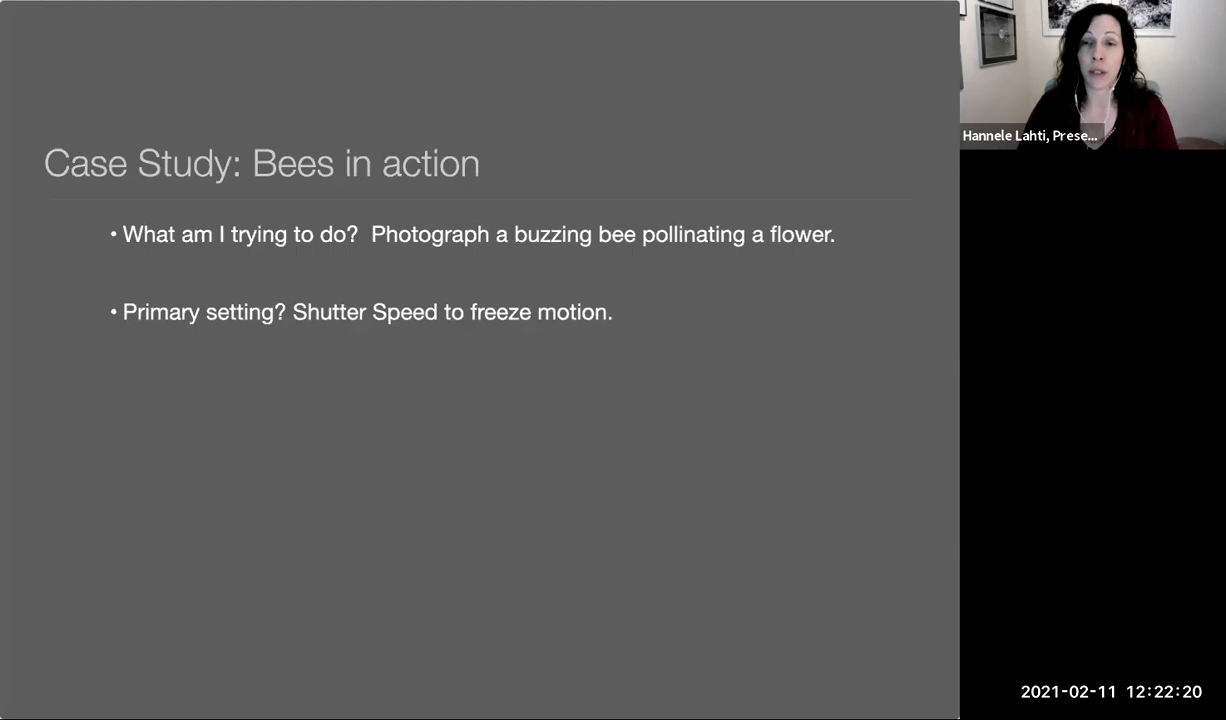 Case Study: Bees in action
• What am I trying to do?  Photograph a buzzing bee pollinating a flower.
• Primary setting? Shutter Speed to freeze motion.
Hannele Lahti, Prese...
2021-02-11 12:22:20